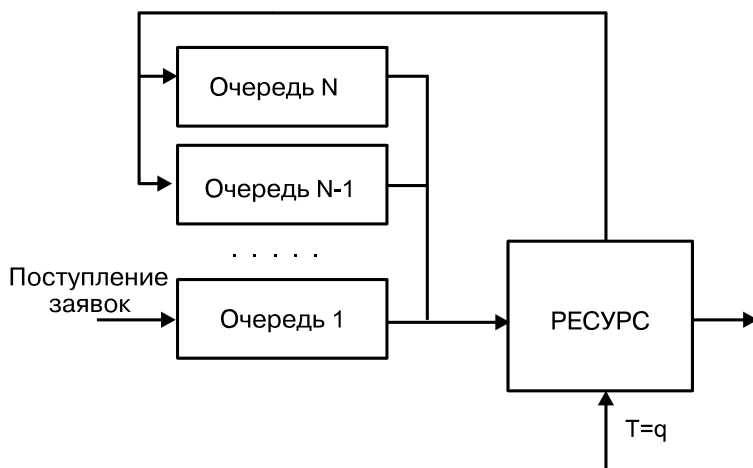 Очередь N
Очередь N-1
. . . . .
Поступление
заявок
Очередь 1
РЕСУРС
T=q